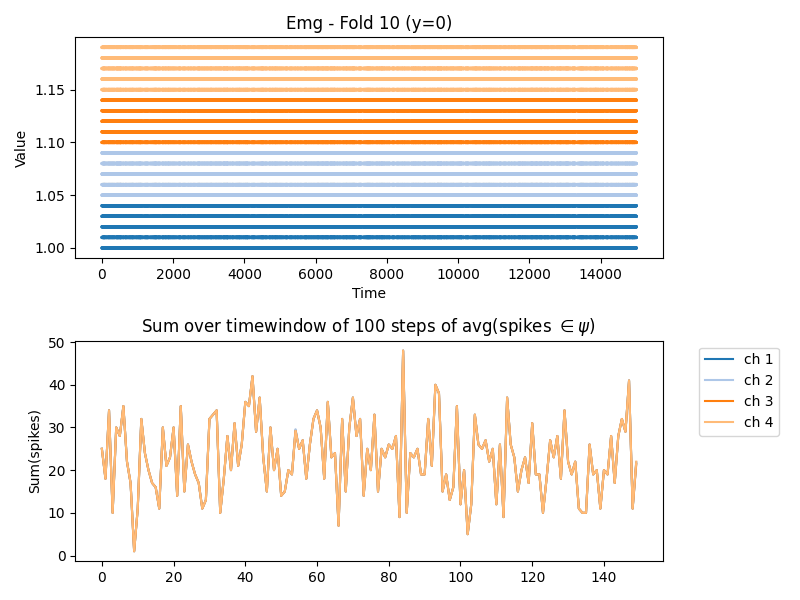 Emg - Fold 10 (y=0)
Value
1.15
1.10
1.05
1.00
0 2000 4000 6000 8000 10000 12000 14000
Time
Sum over timewindow of 100 steps of avg(spikes ∈ψ)
Sum(spikes)
50
40
30
20
10
0
0 20 40 60 80 100 120 140
ch 1
ch 2
ch 3
ch 4